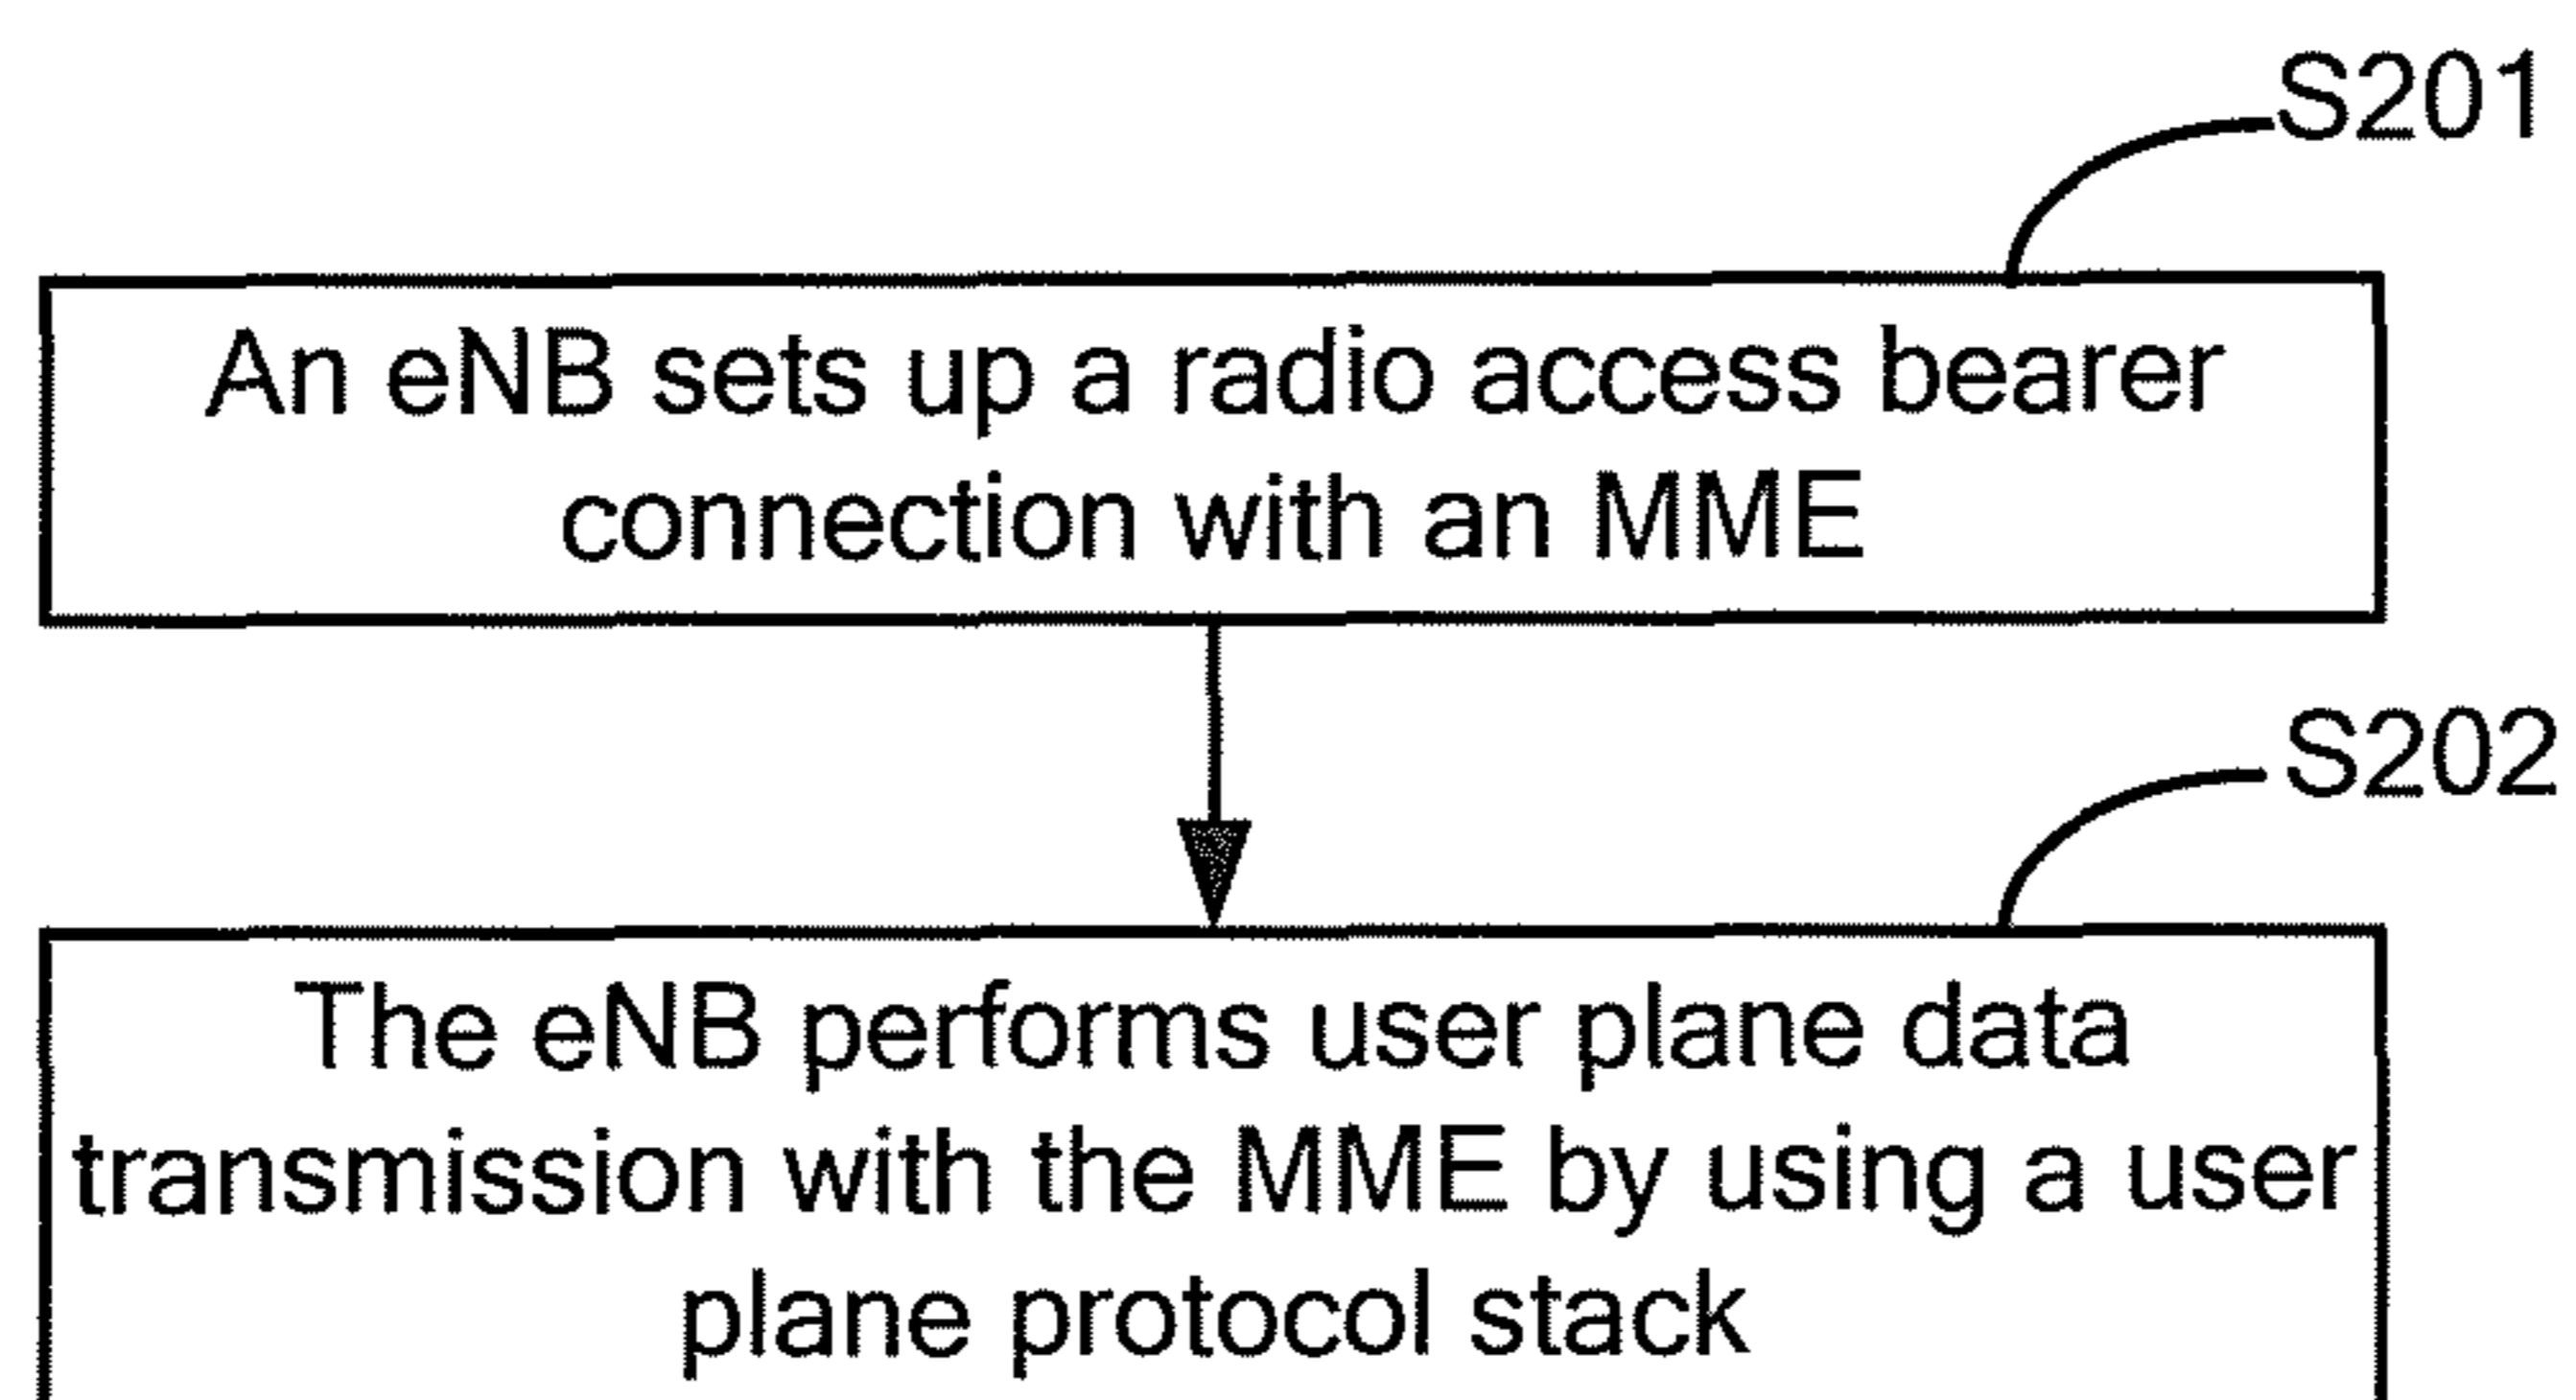 S201
An eNB sets up a radio access bearer
connection with an MME
S202
The eNB performs user plane data
transmission with the MME by using a user
plane protocol stack